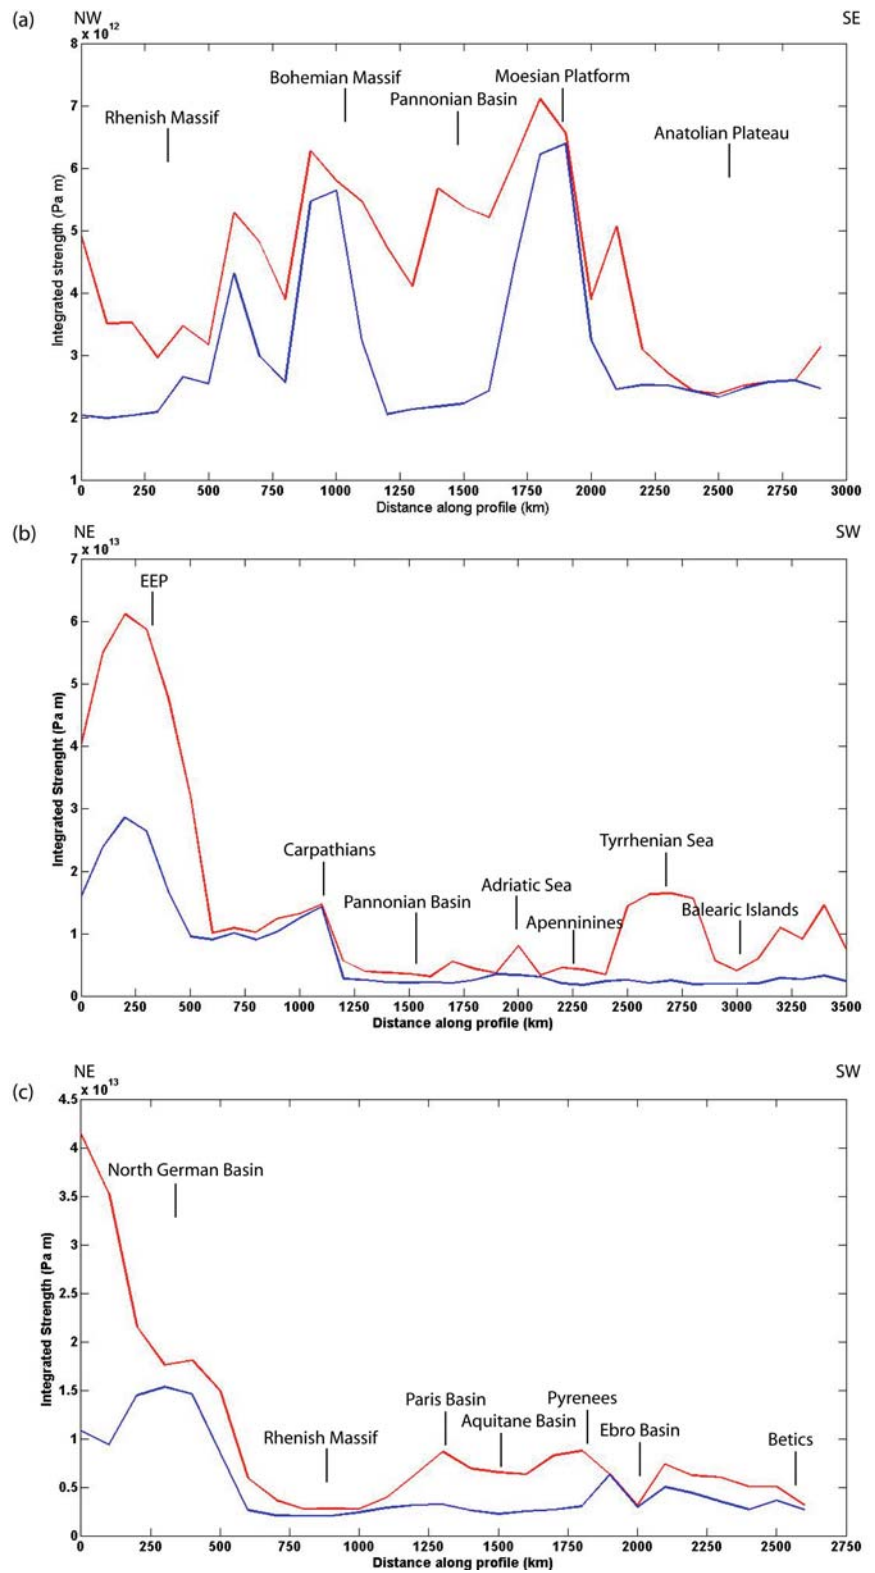 (a)
NW
SE
8 x 10^12
Bohemian Massif
Moesian Platform
Pannonian Basin
Rhenish Massif
Anatolian Plateau
7
6
5
4
3
2
1
Integrated strength (Pa m)
0 250 500 750 1000 1250 1500 1750 2000 2250 2500 2750 3000
Distance along profile (km)
(b)
NE
SW
7 x 10^13
EEP
Carpathians
Pannonian Basin
Adriatic Sea
Apenninines
Tyrrhenian Sea
Balearic Islands
6
5
4
3
2
1
0
Integrated Strenght (Pa m)
0 250 500 750 1000 1250 1500 1750 2000 2250 2500 2750 3000 3250 3500
Distance along profile (km)
(c)
NE
SW
4.5 x 10^13
North German Basin
Rhenish Massif
Paris Basin
Aquitane Basin
Pyrenees
Ebro Basin
Betics
4
3.5
3
2.5
2
1.5
1
0.5
0
Integrated Strength (Pa m)
0 250 500 750 1000 1250 1500 1750 2000 2250 2500 2750
Distance along profile (km)